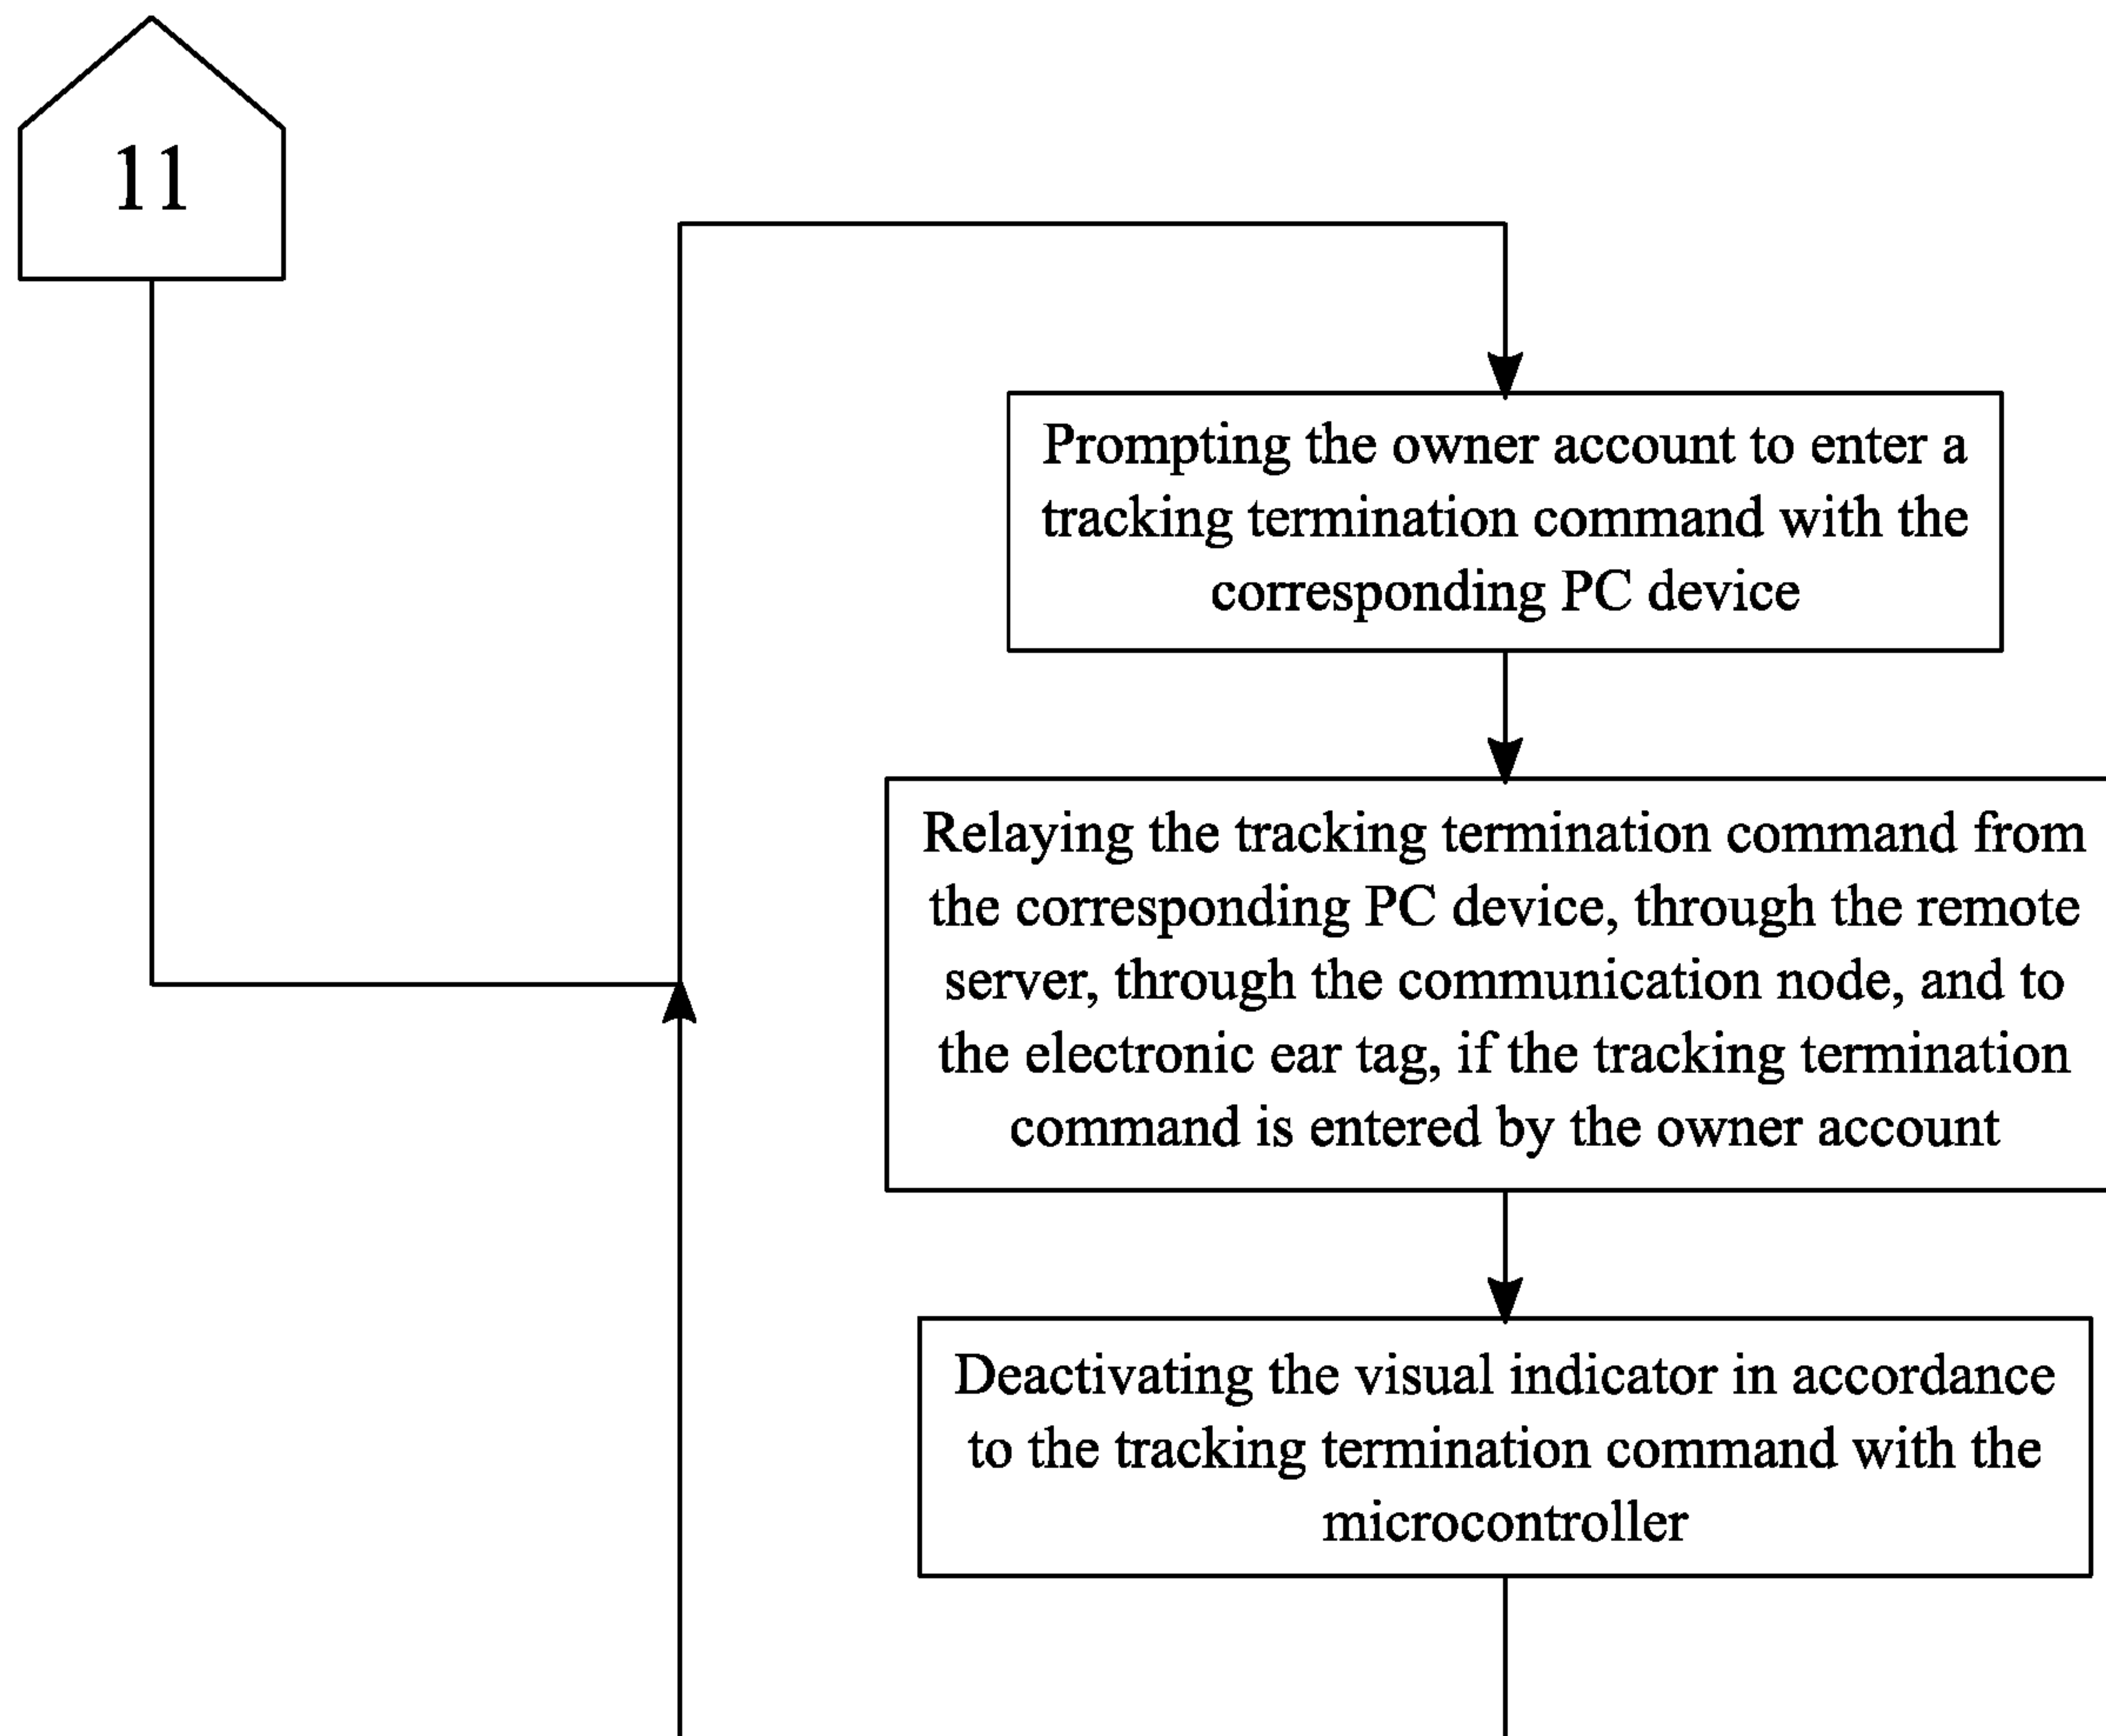 11
Prompting the owner account to enter a
tracking termination command with the
corresponding PC device
Relaying the tracking termination command from
the corresponding PC device, through the remote
server, through the communication node, and to
the electronic ear tag, if the tracking termination
command is entered by the owner account
Deactivating the visual indicator in accordance
to the tracking termination command with the
microcontroller